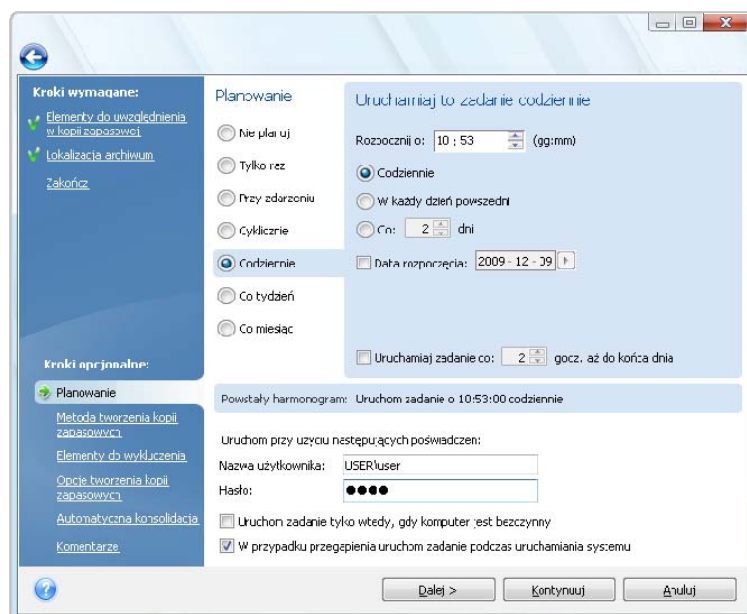 Kroki wymagane:
Elementy do uwzględnienia
w kopii zapasowej
Lokalizacja archiwum
Zakończ
Kroki opcjonalne:
Planowanie
Metoda tworzenia kopii
zapasowych
Elementy do wykluczenia
Opcje tworzenia kopii
zapasowych
Automatyczna konsolidacja
Komentarze
Planowanie
Nie planuj
Tylko raz
Przy zdarzeniu
Cyklicznie
Codziennie
Co tydzień
Co miesiąc
Uruchamiaj to zadanie codziennie
Rozpocznij o: 10 : 53 (gg:mm)
Codziennie
W każdy dzień powszedni
Co: 2 dni
Data rozpoczęcia: 2009 - 12 - 09
Uruchamiaj zadanie co: 2 godz. aż do końca dnia
Powstały harmonogram: Uruchom zadanie o 10:53:00 codziennie
Uruchom przy użyciu następujących poświadczeń:
Nazwa użytkownika: USER\user
Hasło: ●●●●
Uruchom zadanie tylko wtedy, gdy komputer jest bezczynny
W przypadku przegapienia uruchom zadanie podczas uruchamiania systemu
Dalej > Kontynuuj Anuluj